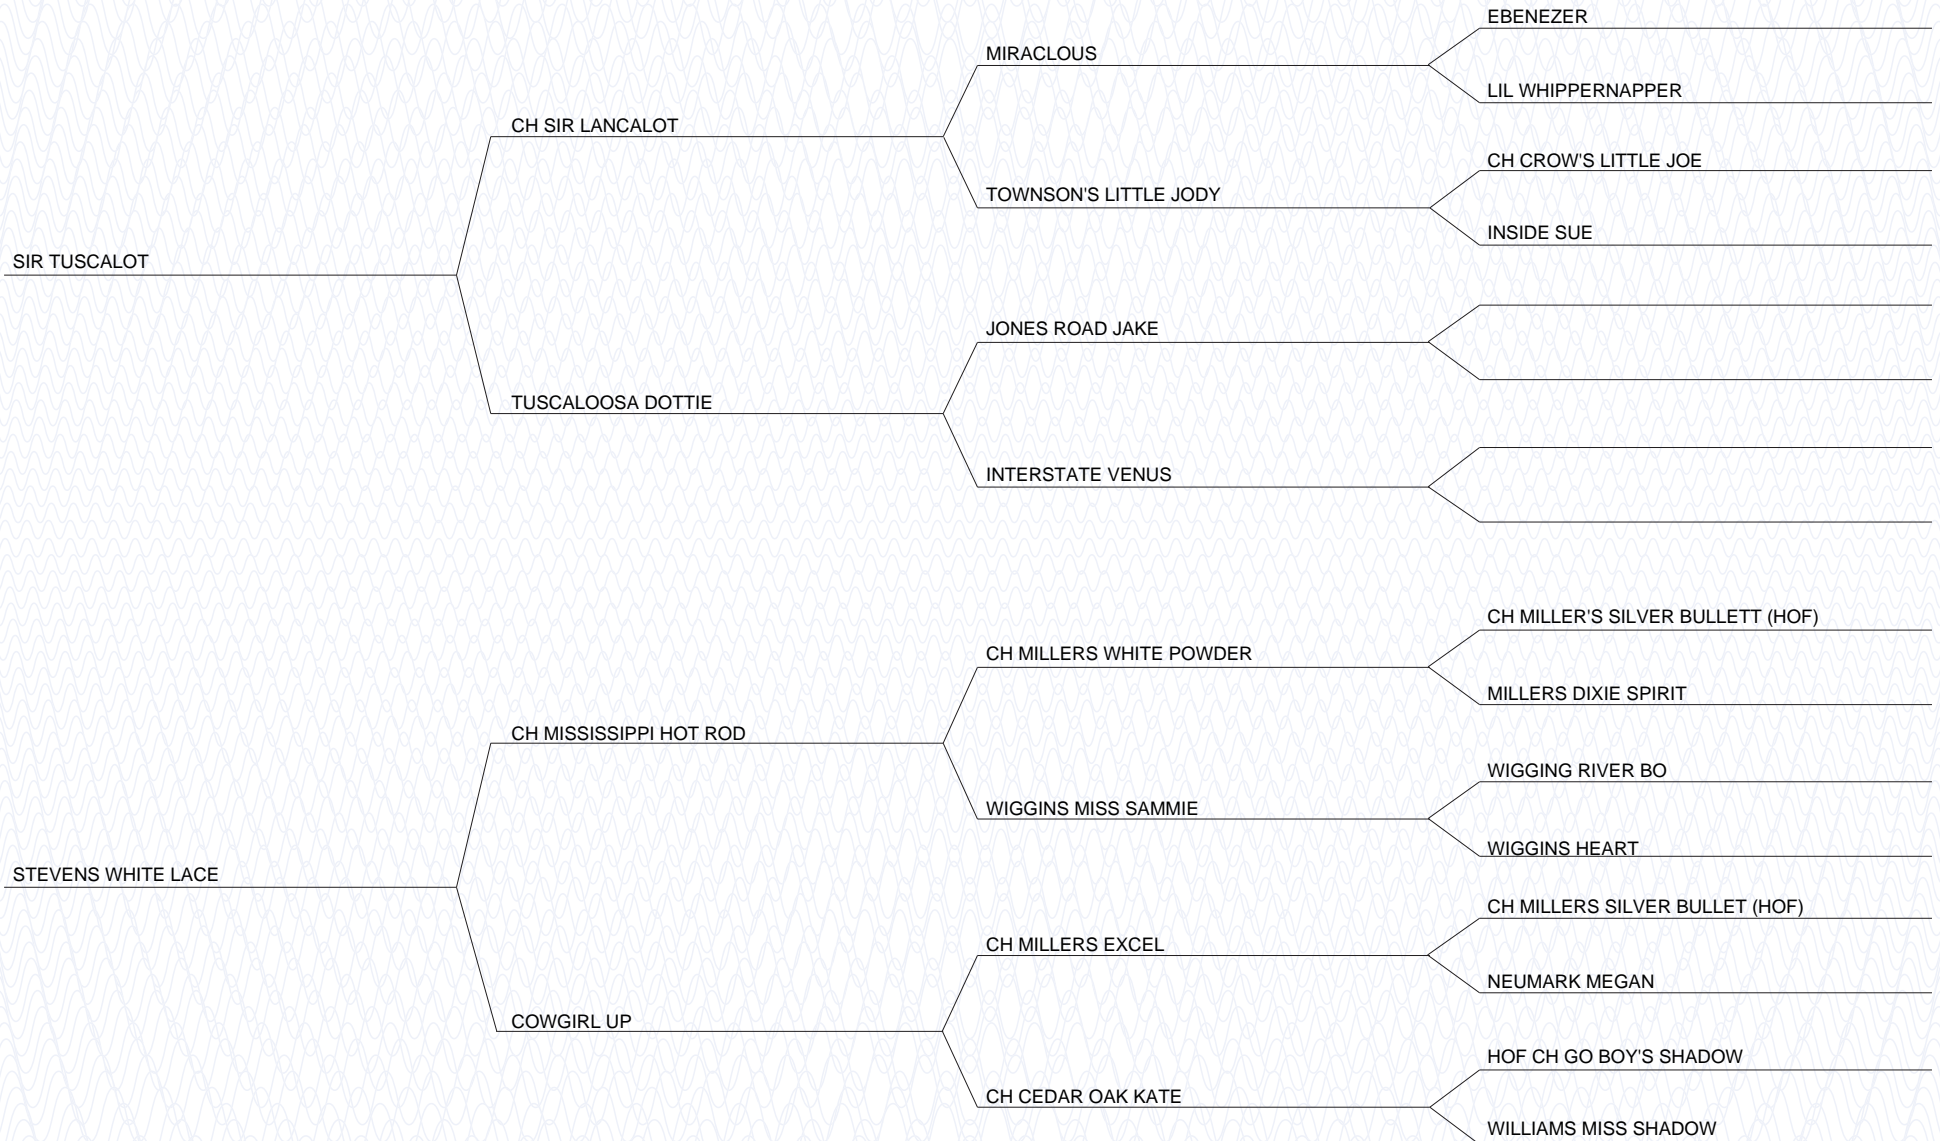 EBENEZER
MIRACLOUS
LIL WHIPPERNAPPER
CH SIR LANCALOT
CH CROW'S LITTLE JOE
TOWNSON'S LITTLE JODY
INSIDE SUE
SIR TUSCALOT
JONES ROAD JAKE
TUSCALOOSA DOTTIE
INTERSTATE VENUS
CH MILLER'S SILVER BULLETT (HOF)
CH MILLERS WHITE POWDER
MILLERS DIXIE SPIRIT
CH MISSISSIPPI HOT ROD
WIGGING RIVER BO
WIGGINS MISS SAMMIE
WIGGINS HEART
STEVENS WHITE LACE
CH MILLERS SILVER BULLET (HOF)
CH MILLERS EXCEL
NEUMARK MEGAN
COWGIRL UP
HOF CH GO BOY'S SHADOW
CH CEDAR OAK KATE
WILLIAMS MISS SHADOW